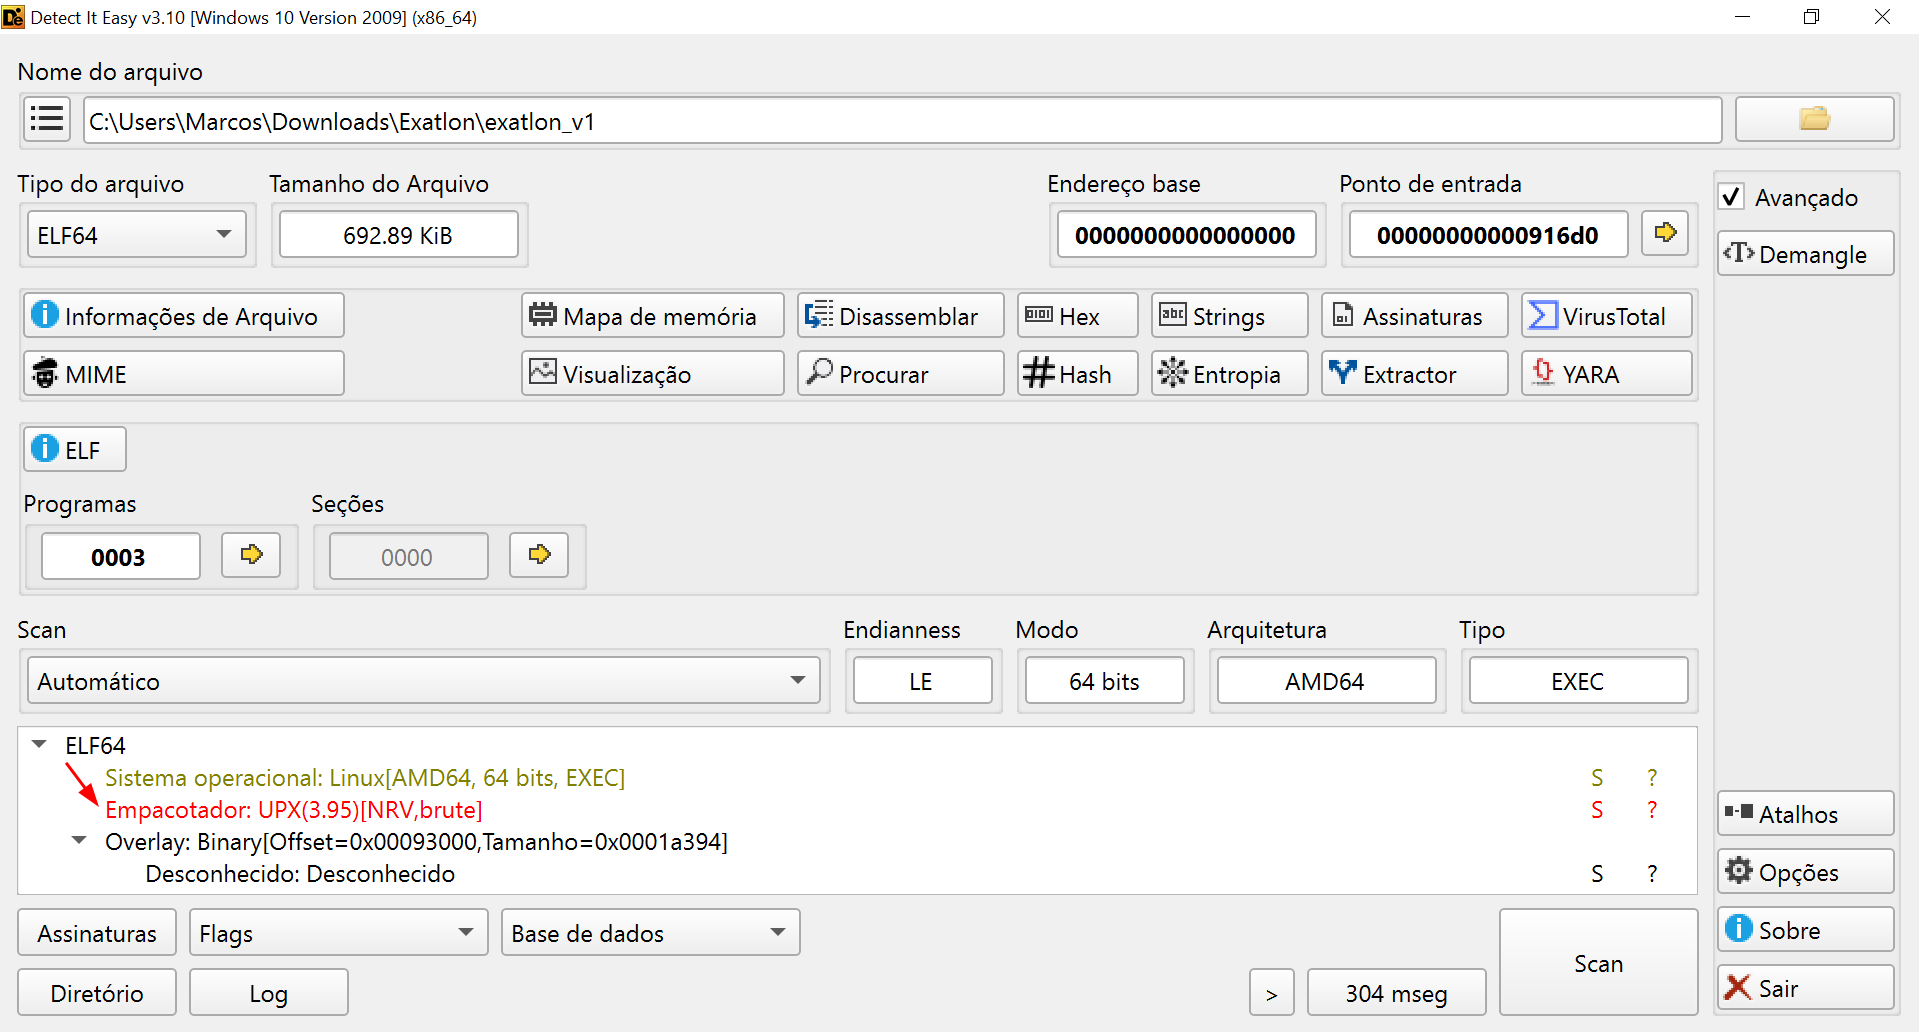 Detect It Easy v3.10 [Windows 10 Version 2009] (x86_64)
Nome do arquivo
C:\Users\Marcos\Downloads\Exatlon\exatlon_v1
Tipo do arquivo Tamanho do Arquivo Endereço base Ponto de entrada
ELF64 692.89 KiB 0000000000000000 00000000000916d0
Avançado
Demangle
Informações de Arquivo Mapa de memória Disassemblar Hex Strings Assinaturas VirusTotal
MIME Visualização Procurar Hash Entropia Extractor YARA
ELF
Programas Seções
0003 0000
Scan Endianness Modo Arquitetura Tipo
Automático LE 64 bits AMD64 EXEC
ELF64
Sistema operacional: Linux[AMD64, 64 bits, EXEC] S ?
Empacotador: UPX(3.95)[NRV,brute] S ?
Overlay: Binary[Offset=0x00093000,Tamanho=0x0001a394]
Desconhecido: Desconhecido S ?
Atalhos
Opções
Sobre
Sair
Assinaturas Flags Base de dados Scan
Diretório Log > 304 mseg